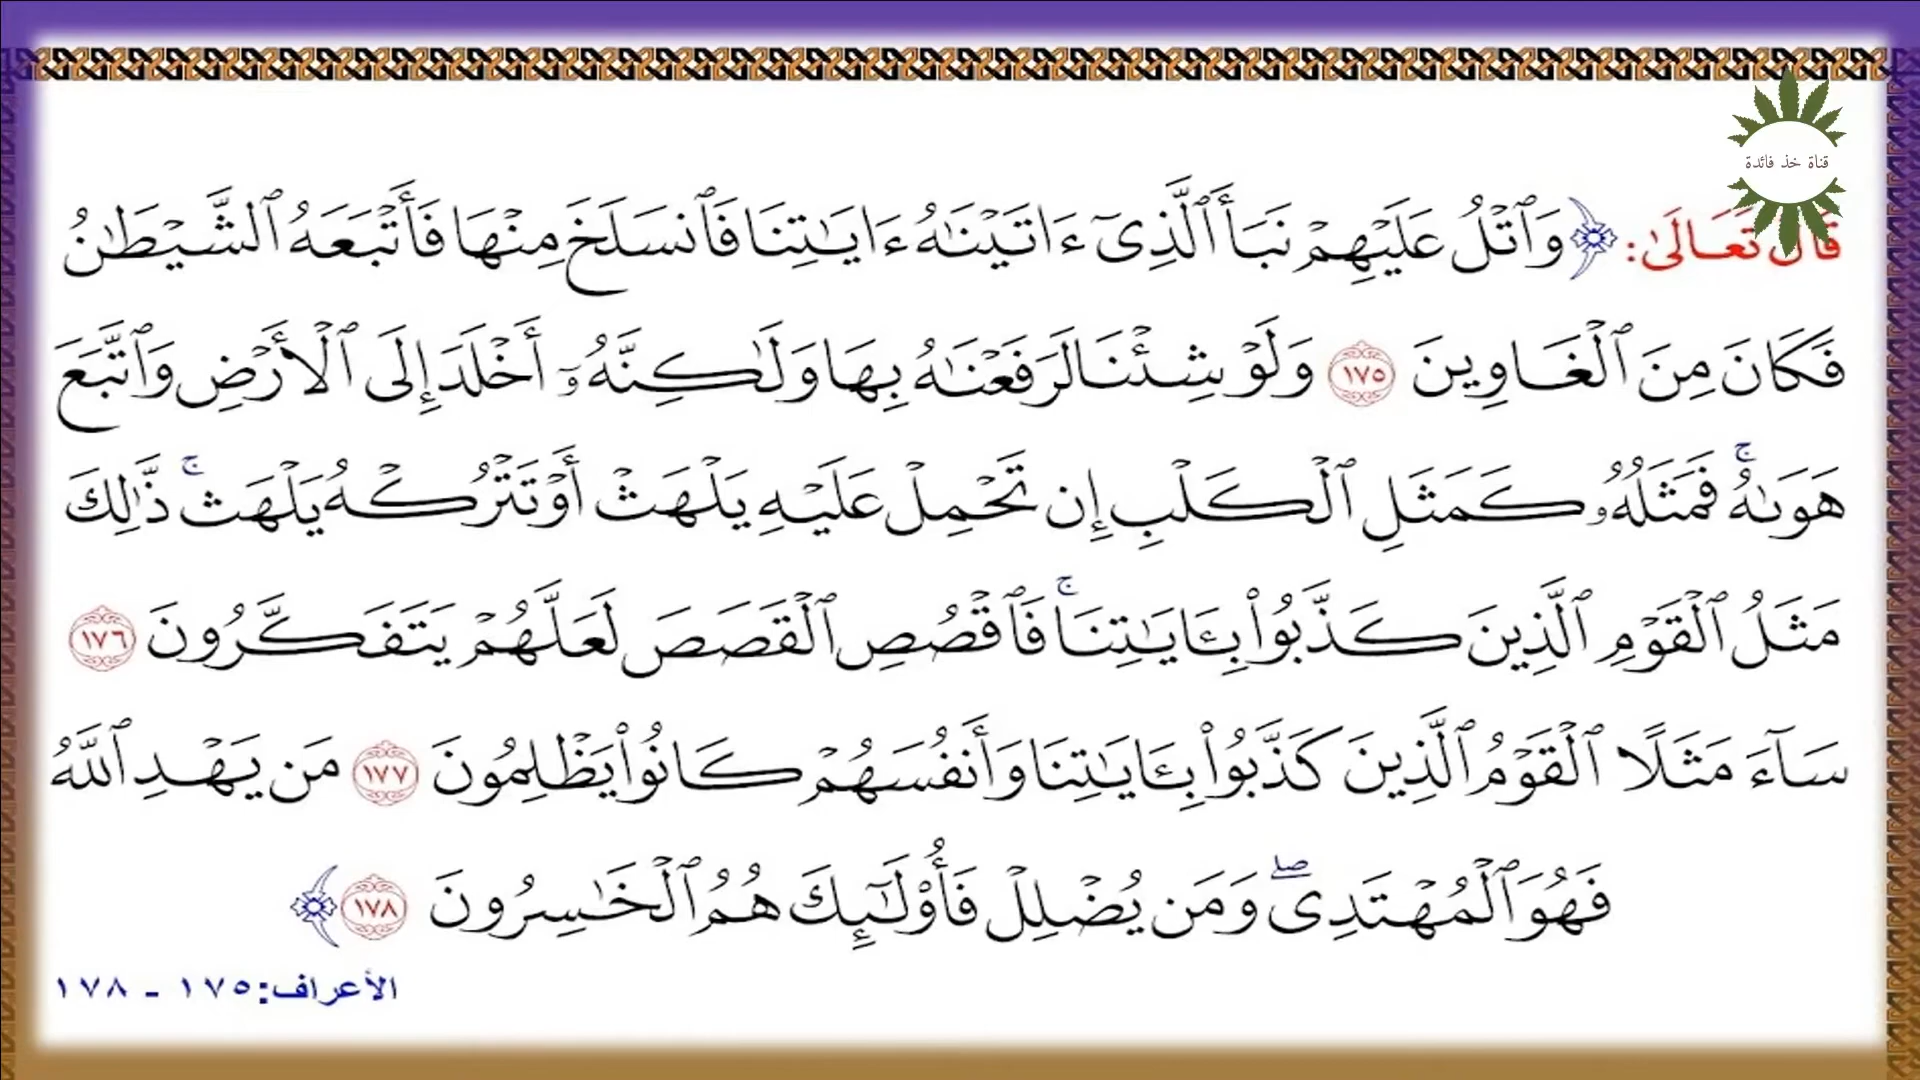 قناة خذ فائدة
قَالَ تَعَالَىٰ: ﴿وَٱتْلُ عَلَيْهِمْ نَبَأَ ٱلَّذِىٓ ءَاتَيْنَٰهُ ءَايَٰتِنَا فَٱنسَلَخَ مِنْهَا فَأَتْبَعَهُ ٱلشَّيْطَٰنُ
فَكَانَ مِنَ ٱلْغَاوِينَ ١٧٥ وَلَوْ شِئْنَا لَرَفَعْنَٰهُ بِهَا وَلَٰكِنَّهُۥٓ أَخْلَدَ إِلَى ٱلْأَرْضِ وَٱتَّبَعَ
هَوَىٰهُ ۚ فَمَثَلُهُۥ كَمَثَلِ ٱلْكَلْبِ إِن تَحْمِلْ عَلَيْهِ يَلْهَثْ أَوْ تَتْرُكْهُ يَلْهَث ۚ ذَّٰلِكَ
مَثَلُ ٱلْقَوْمِ ٱلَّذِينَ كَذَّبُوا۟ بِـَٔايَٰتِنَا ۚ فَٱقْصُصِ ٱلْقَصَصَ لَعَلَّهُمْ يَتَفَكَّرُونَ ١٧٦
سَآءَ مَثَلًا ٱلْقَوْمُ ٱلَّذِينَ كَذَّبُوا۟ بِـَٔايَٰتِنَا وَأَنفُسَهُمْ كَانُوا۟ يَظْلِمُونَ ١٧٧ مَن يَهْدِ ٱللَّهُ
فَهُوَ ٱلْمُهْتَدِى ۖ وَمَن يُضْلِلْ فَأُو۟لَٰٓئِكَ هُمُ ٱلْخَٰسِرُونَ ١٧٨﴾
الأعراف: ١٧٥ - ١٧٨